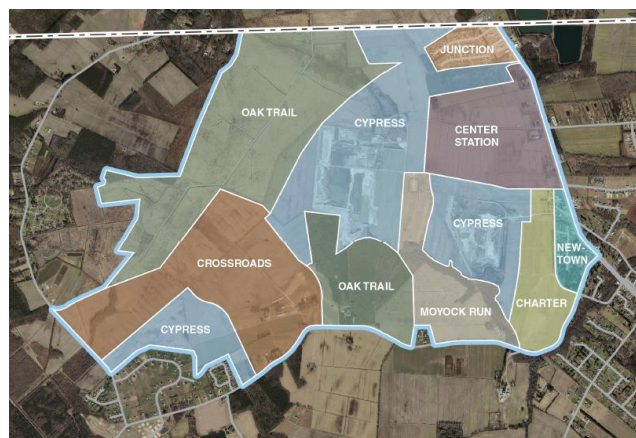 JUNCTION
OAK TRAIL
CYPRESS
CENTER
STATION
CYPRESS
NEW-
TOWN
CROSSROADS
OAK TRAIL
MOYOCK RUN
CHARTER
CYPRESS